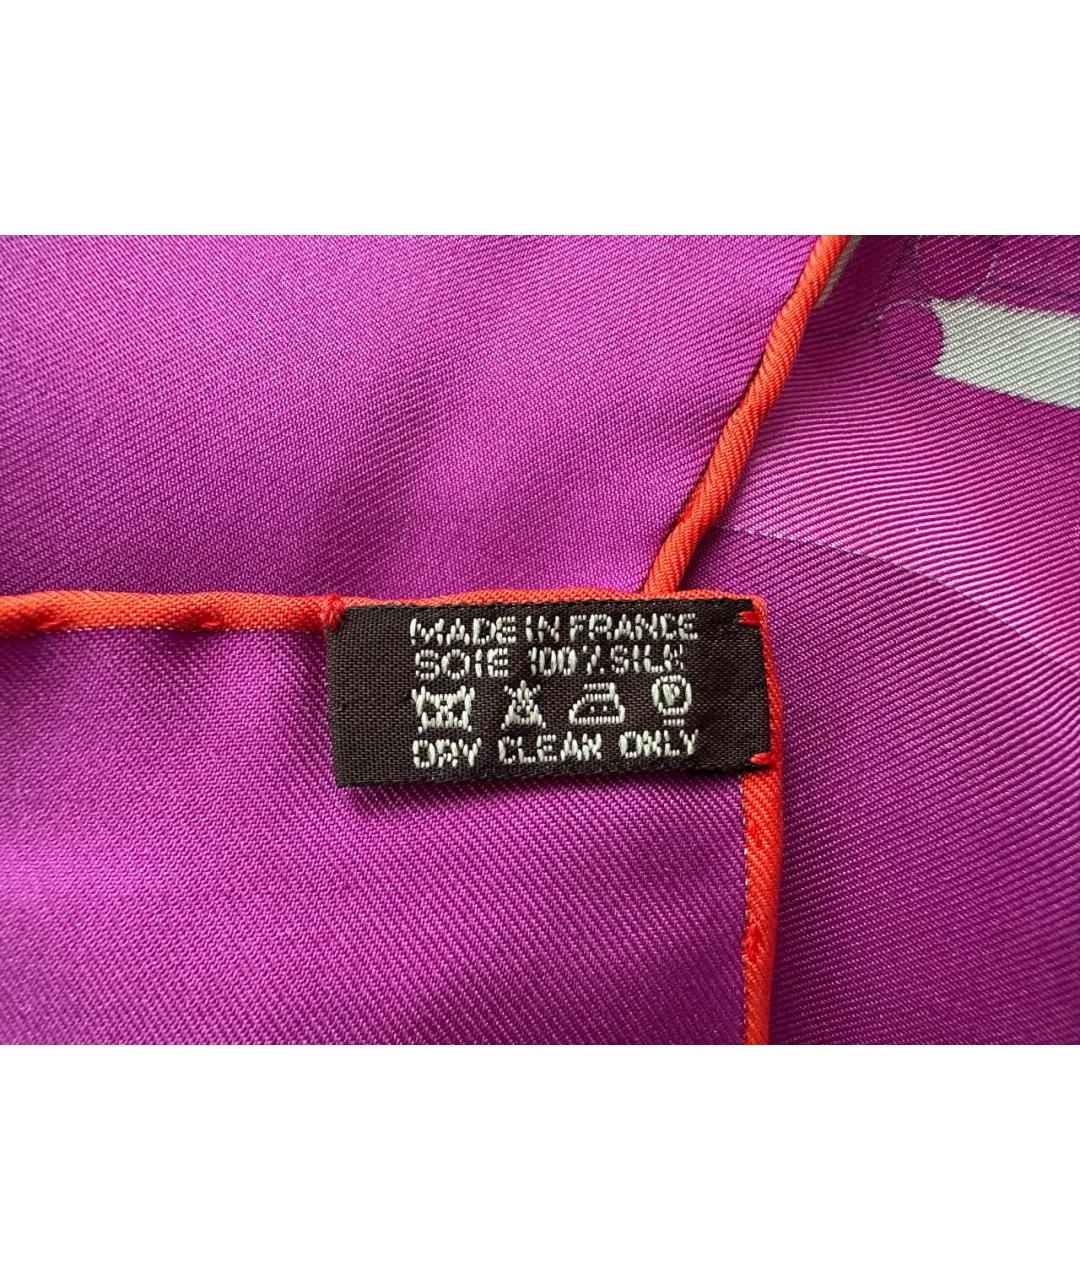 MADE IN FRANCE
SOIE 100% SILK
P
DRY CLEAN ONLY